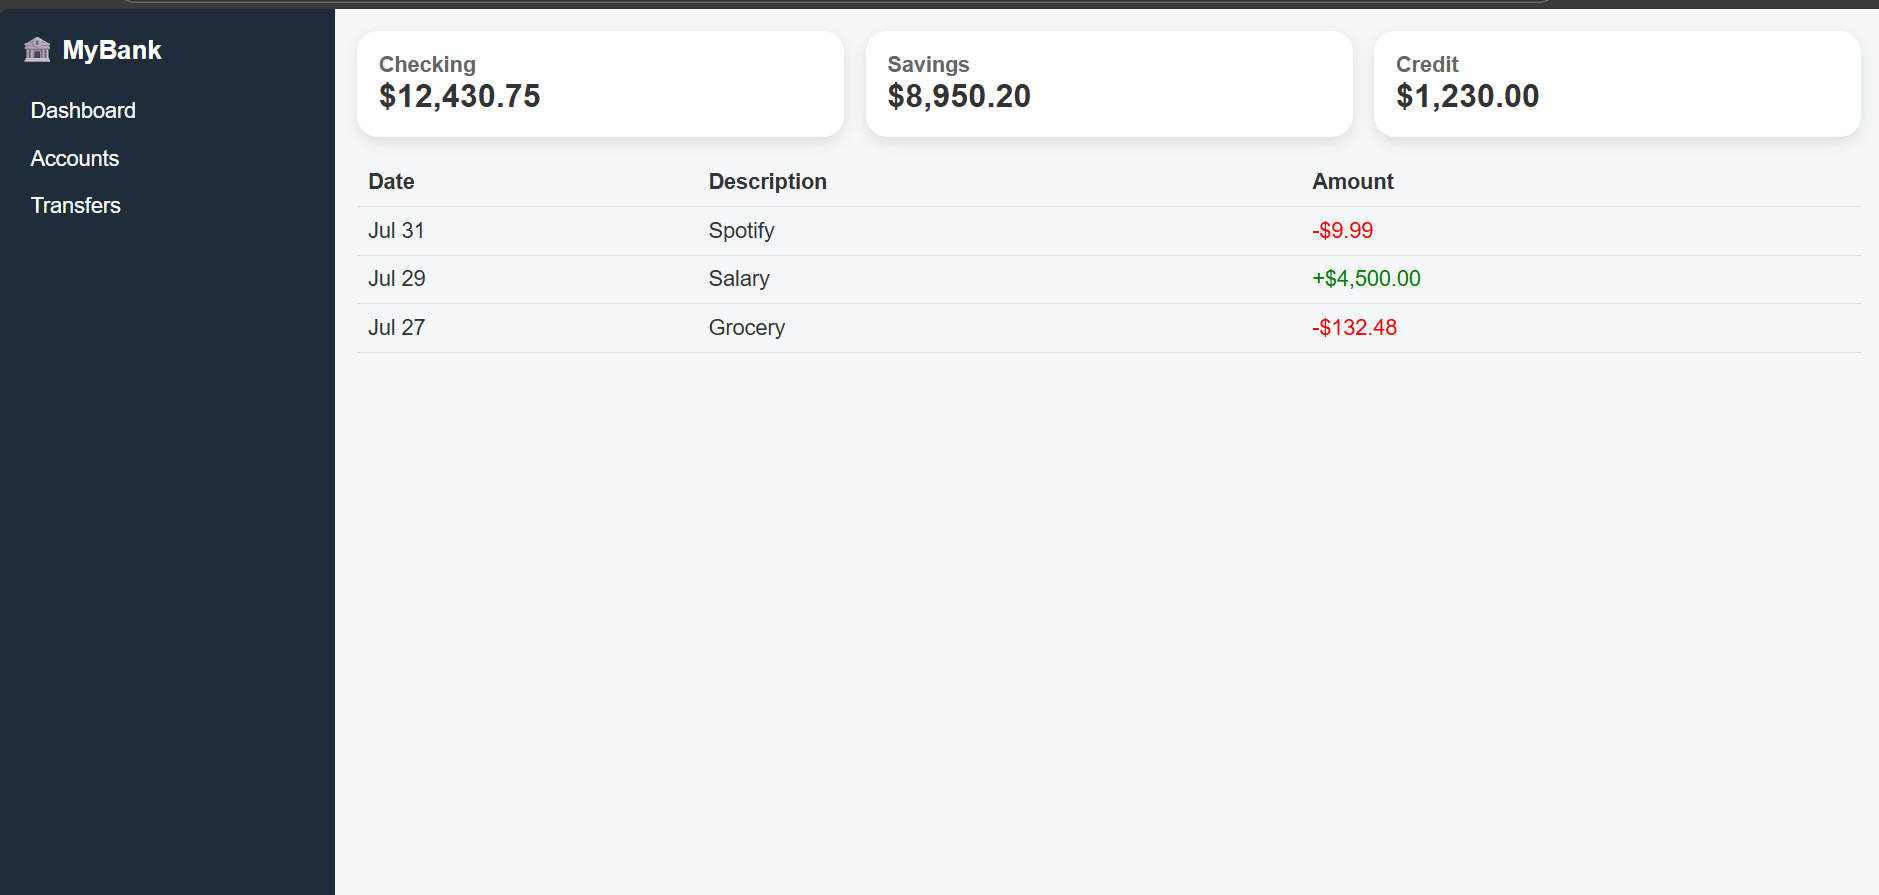 MyBank
Dashboard
Accounts
Transfers
Checking
$12,430.75
Savings
$8,950.20
Credit
$1,230.00
Date Description Amount
Jul 31 Spotify -$9.99
Jul 29 Salary +$4,500.00
Jul 27 Grocery -$132.48